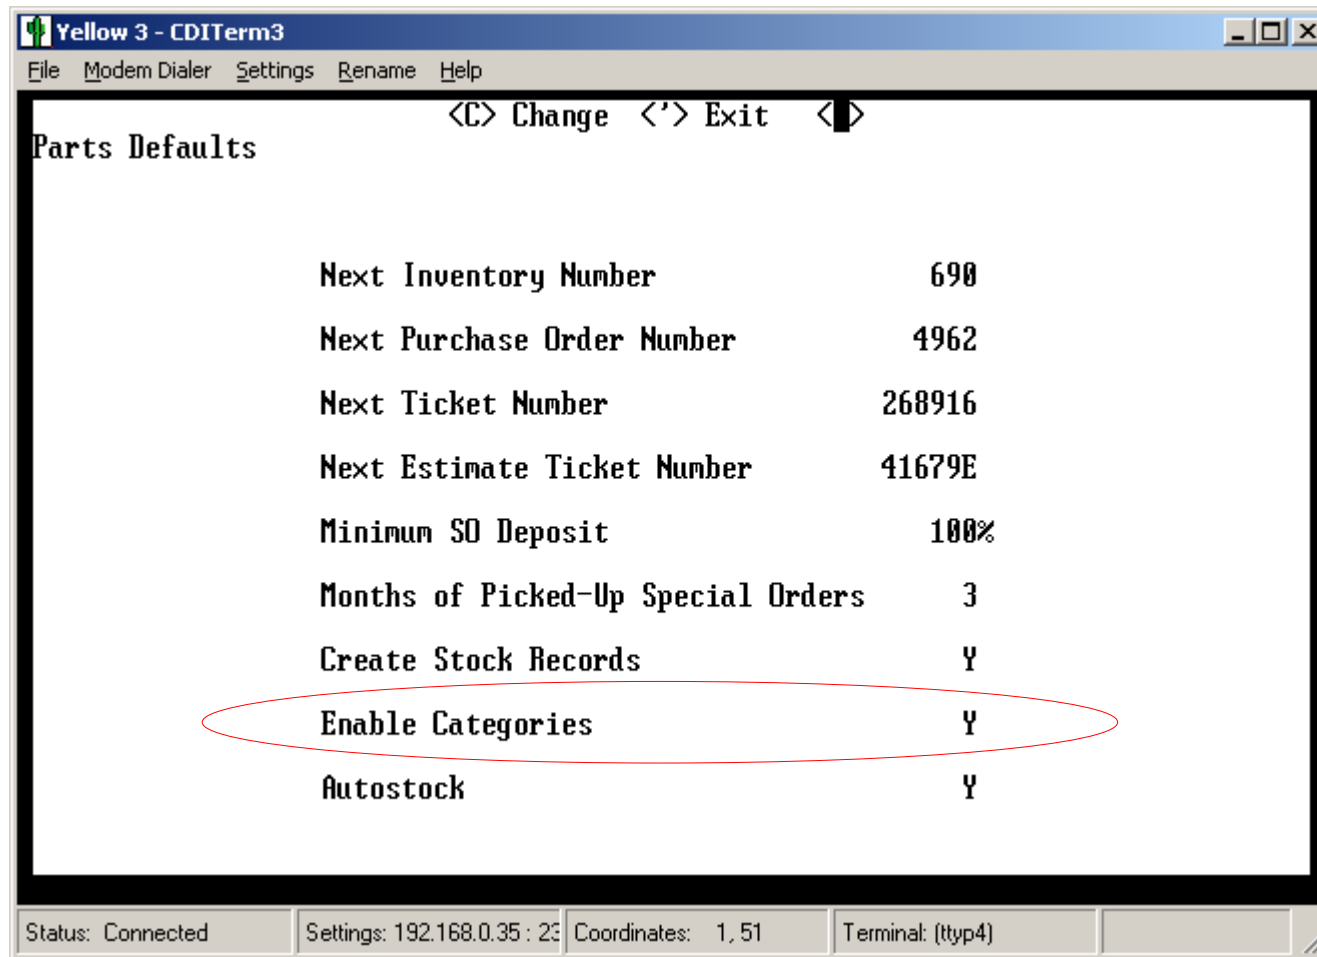 Yellow 3 - CDITerm3
File Modem Dialer Settings Rename Help
<C> Change <'> Exit < >
Parts Defaults
Next Inventory Number 690
Next Purchase Order Number 4962
Next Ticket Number 268916
Next Estimate Ticket Number 41679E
Minimum SO Deposit 100%
Months of Picked-Up Special Orders 3
Create Stock Records Y
Enable Categories Y
Autostock Y
Status: Connected Settings: 192.168.0.35 : 23 Coordinates: 1, 51 Terminal: (ttyp4)